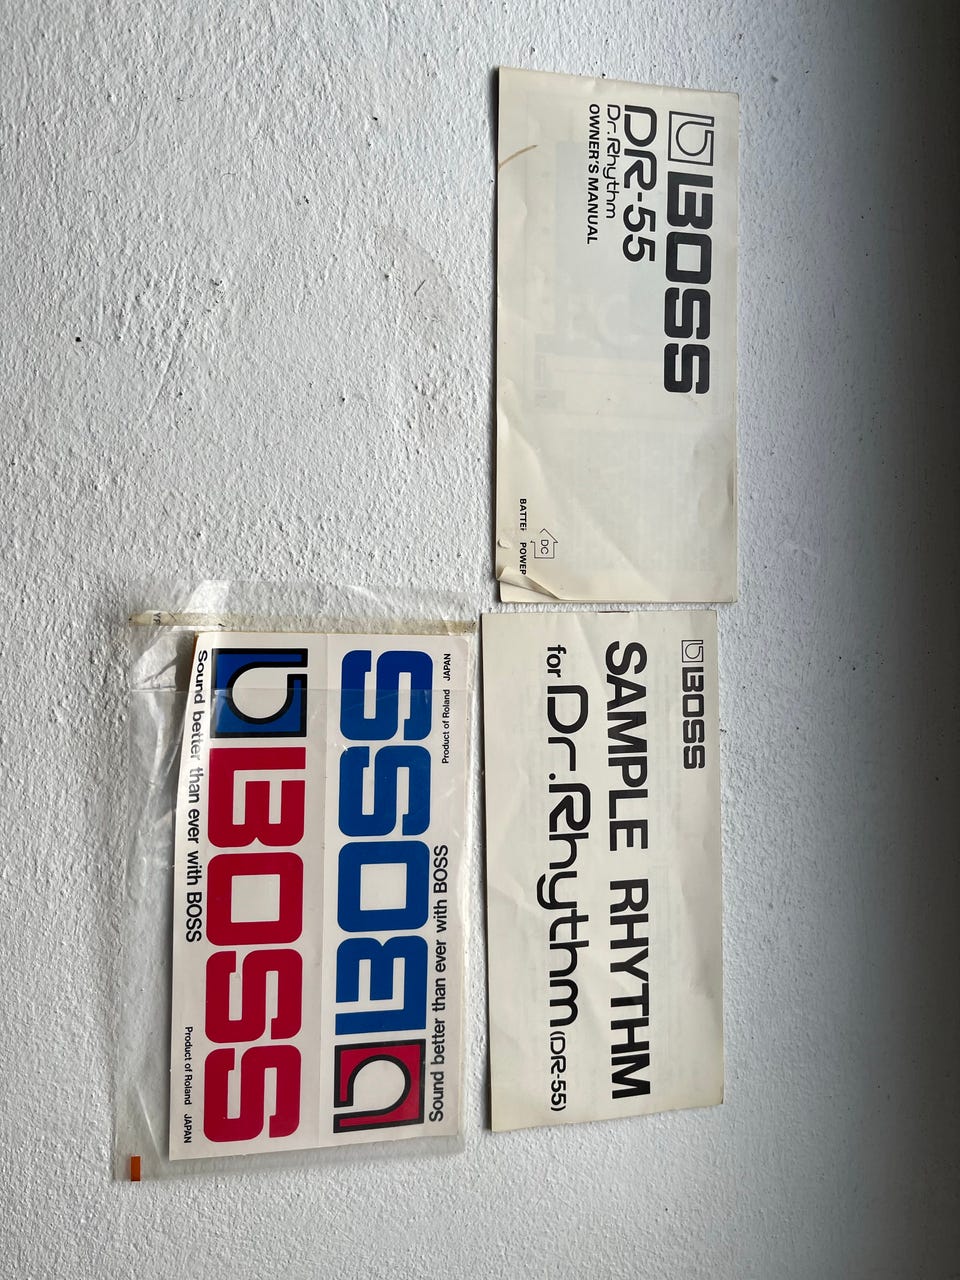 BOSS
DR-55
Dr.Rhythm
OWNER'S MANUAL
DC
BOSS
SAMPLE RHYTHM
for Dr.Rhythm (DR-55)
BOSS
Sound better than ever with BOSS
Product of Roland JAPAN
BOSS
Sound better than ever with BOSS
Product of Roland JAPAN